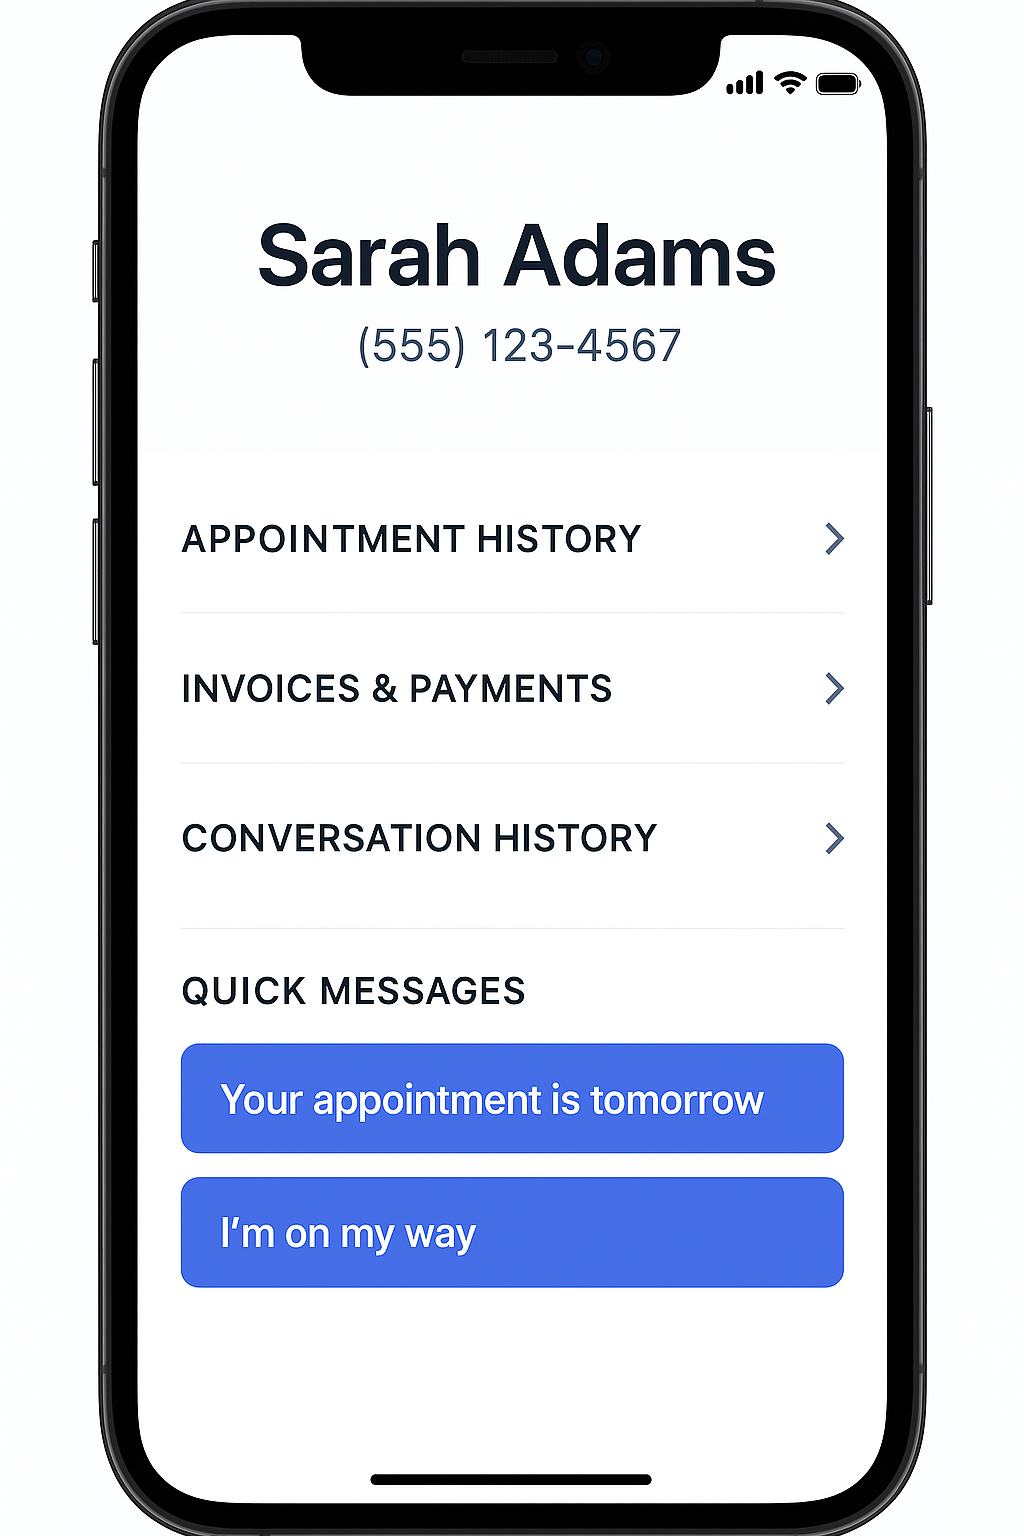 Sarah Adams
(555) 123-4567
APPOINTMENT HISTORY
INVOICES & PAYMENTS
CONVERSATION HISTORY
QUICK MESSAGES
Your appointment is tomorrow
I’m on my way